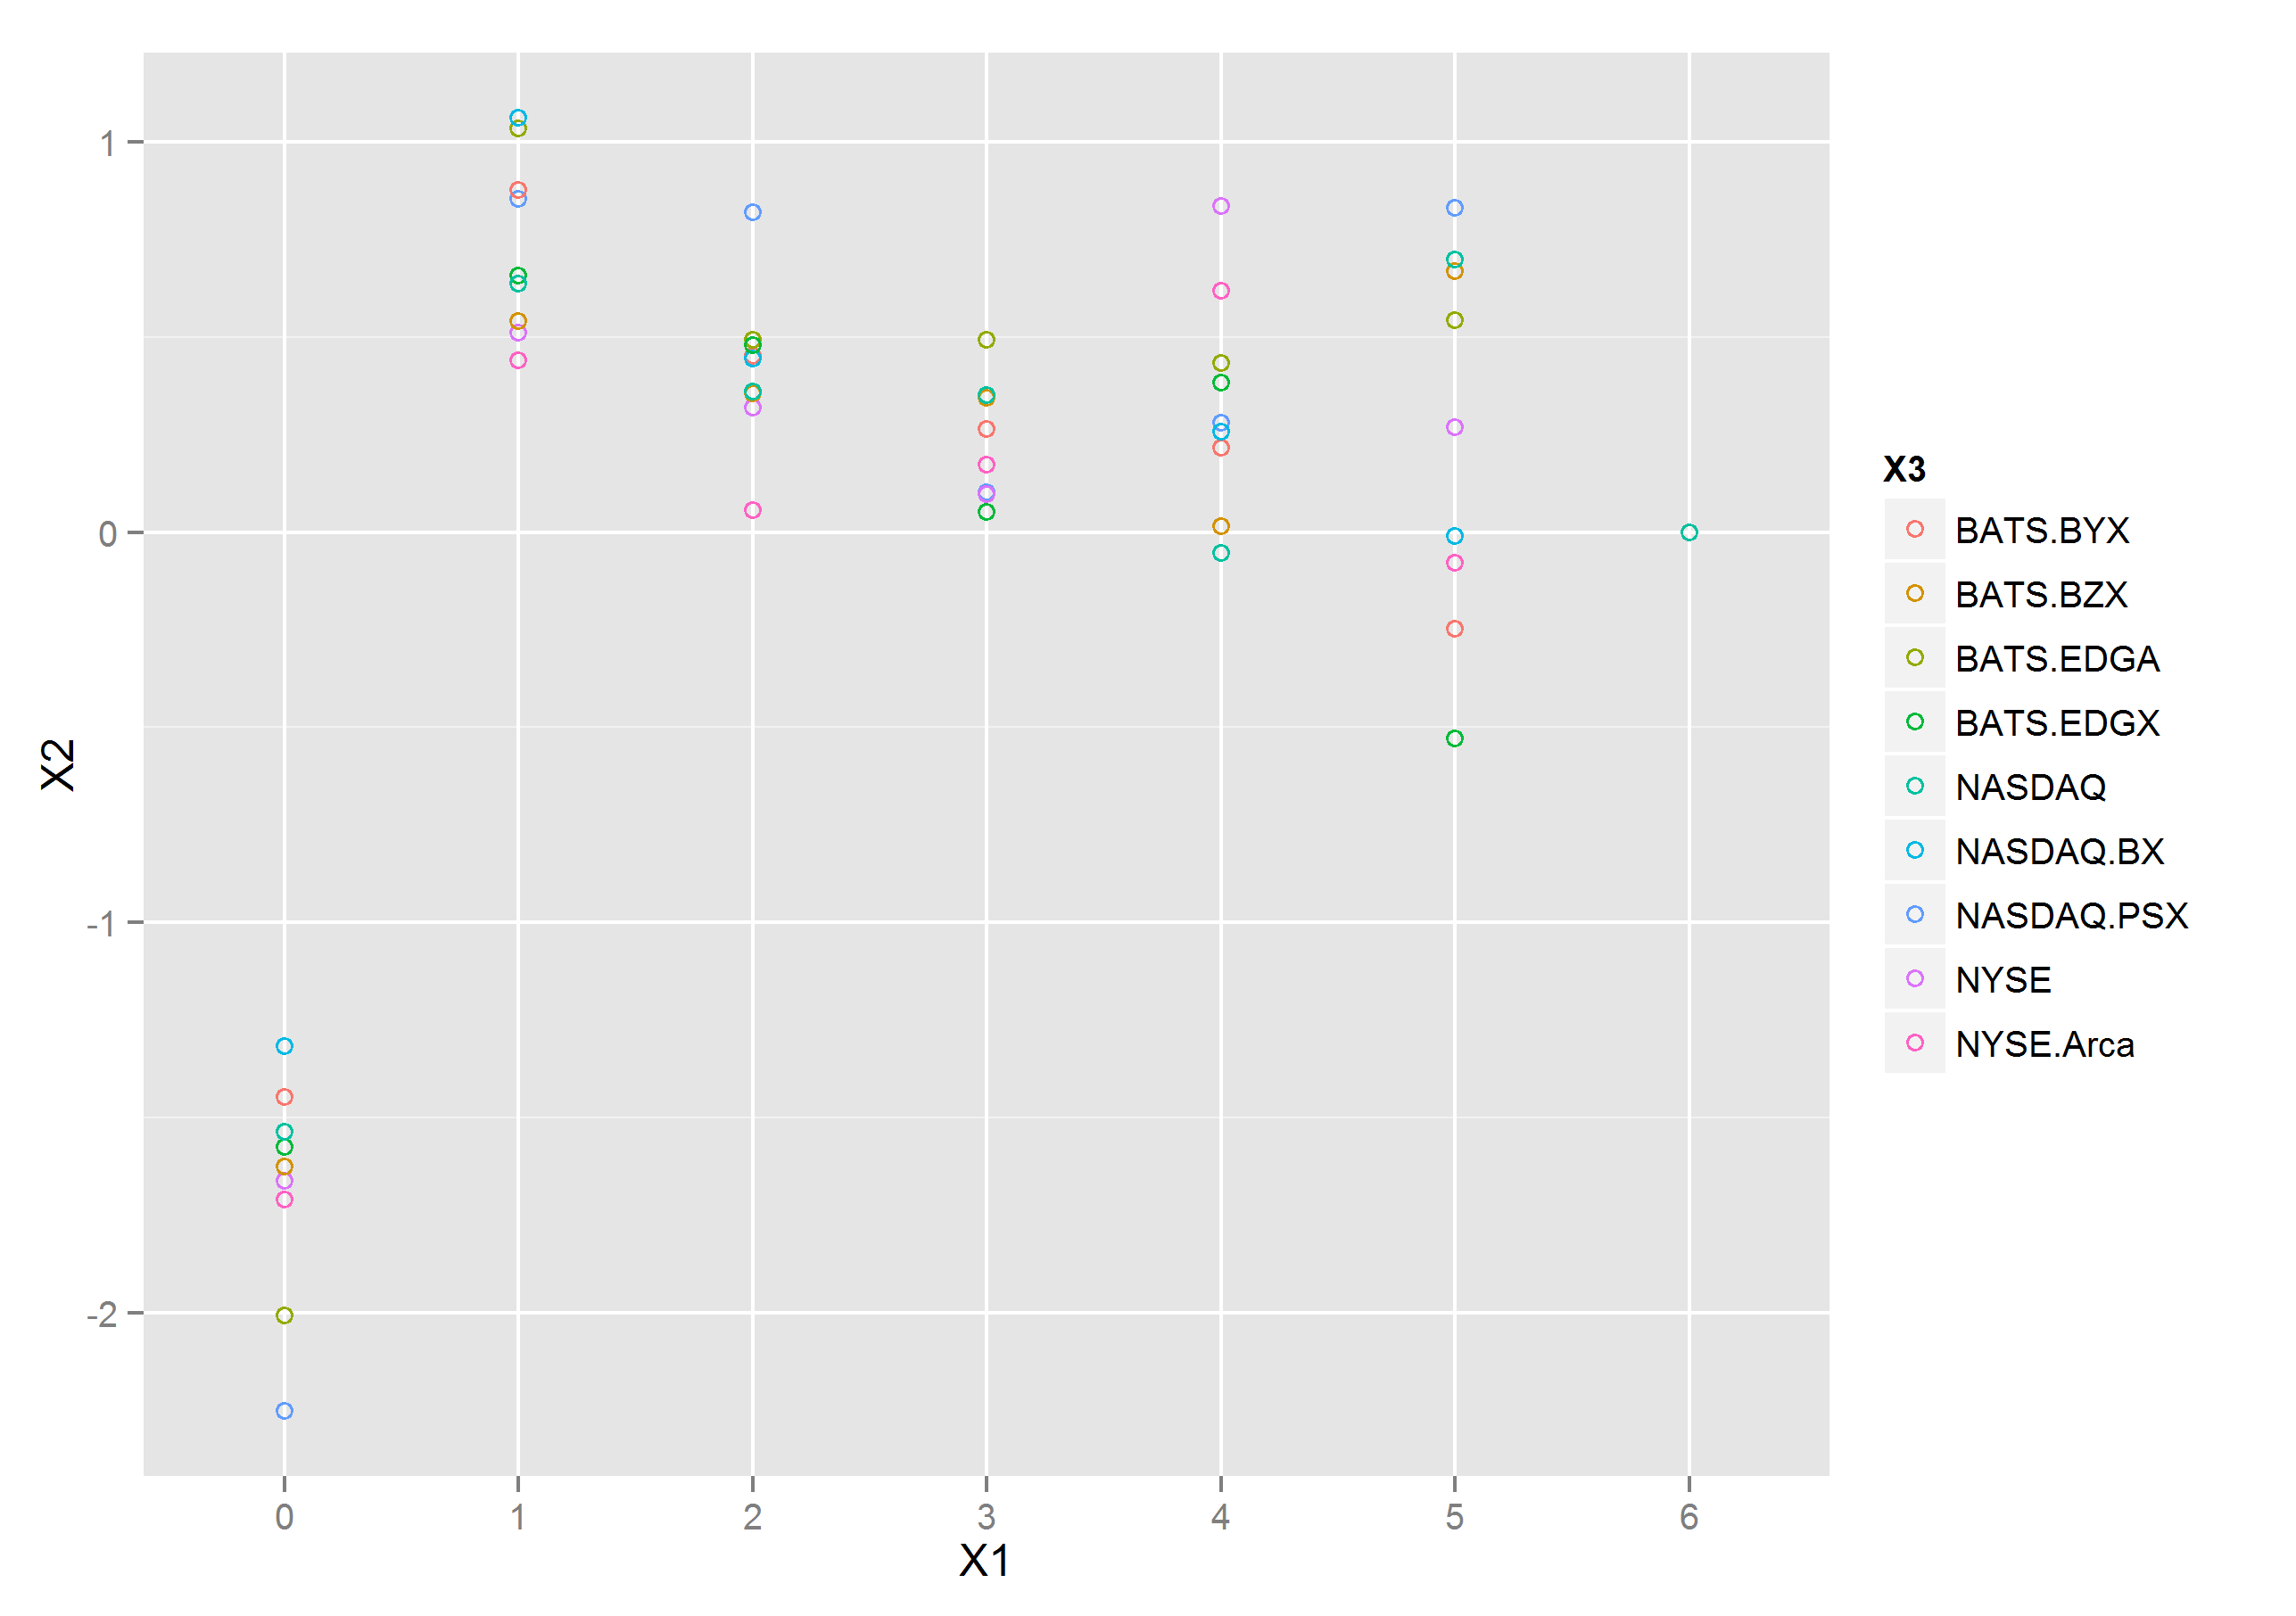 1
0
-1
-2
X2
0 1 2 3 4 5 6
X1
X3
BATS.BYX
BATS.BZX
BATS.EDGA
BATS.EDGX
NASDAQ
NASDAQ.BX
NASDAQ.PSX
NYSE
NYSE.Arca